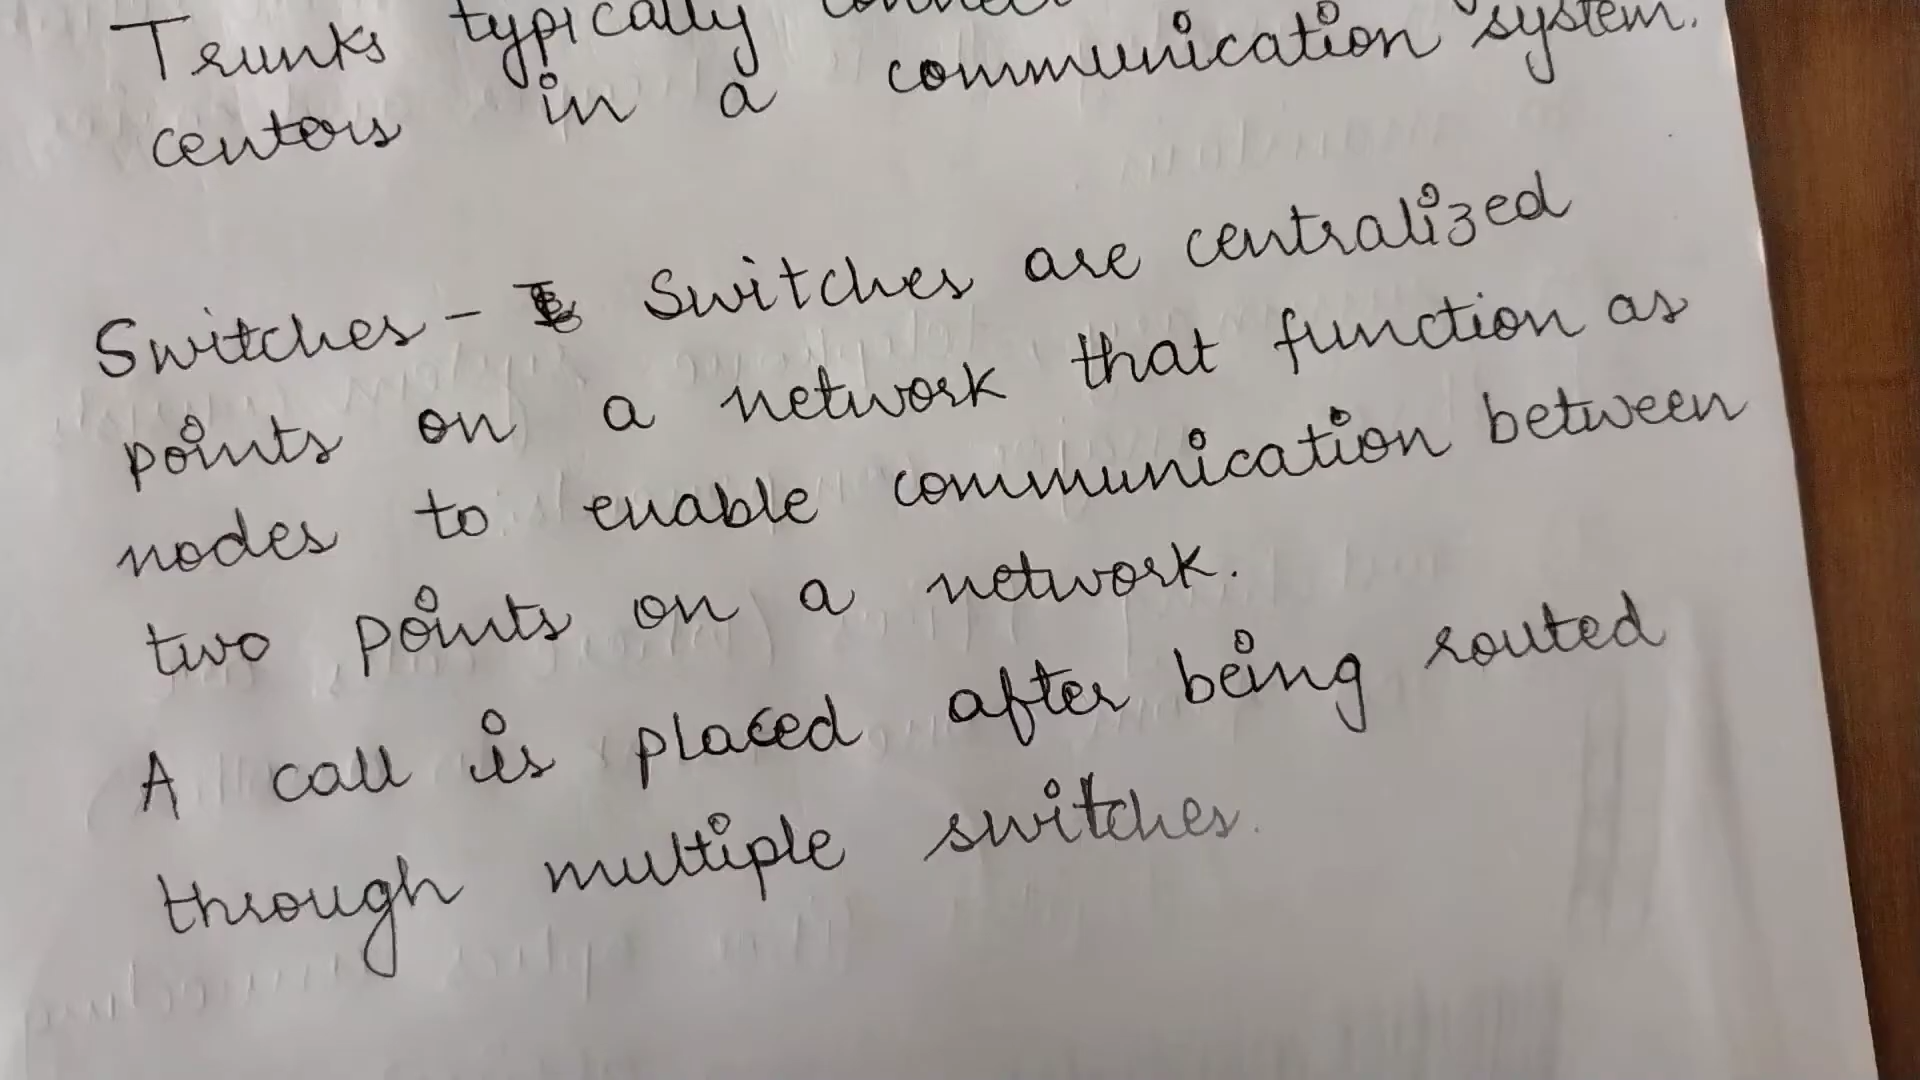 Trunks typically
centers in a communication system.
Switches - Switches are centralized
points on a network that function as
nodes to enable communication between
two points on a network.
A call is placed after being routed
through multiple switches.